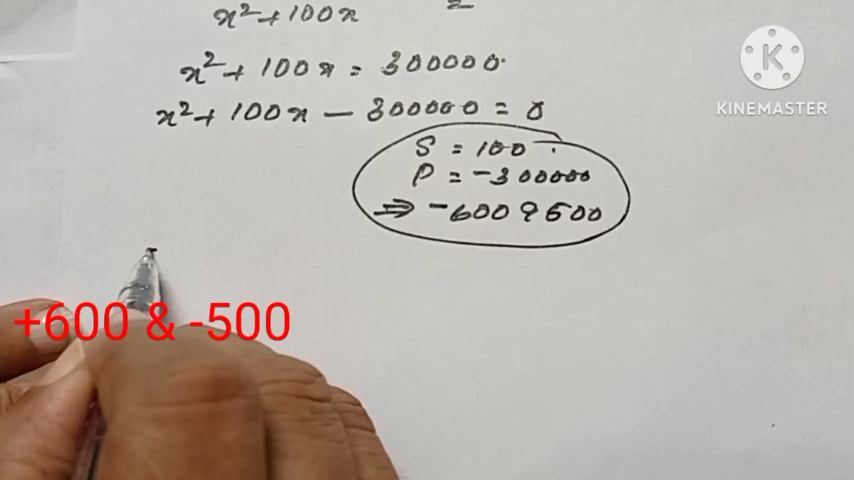 x² + 100x
x² + 100x = 300000
x² + 100x - 300000 = 0
S = 100
P = -300000
⇒ -600 & 500
+600 & -500
KINEMASTER